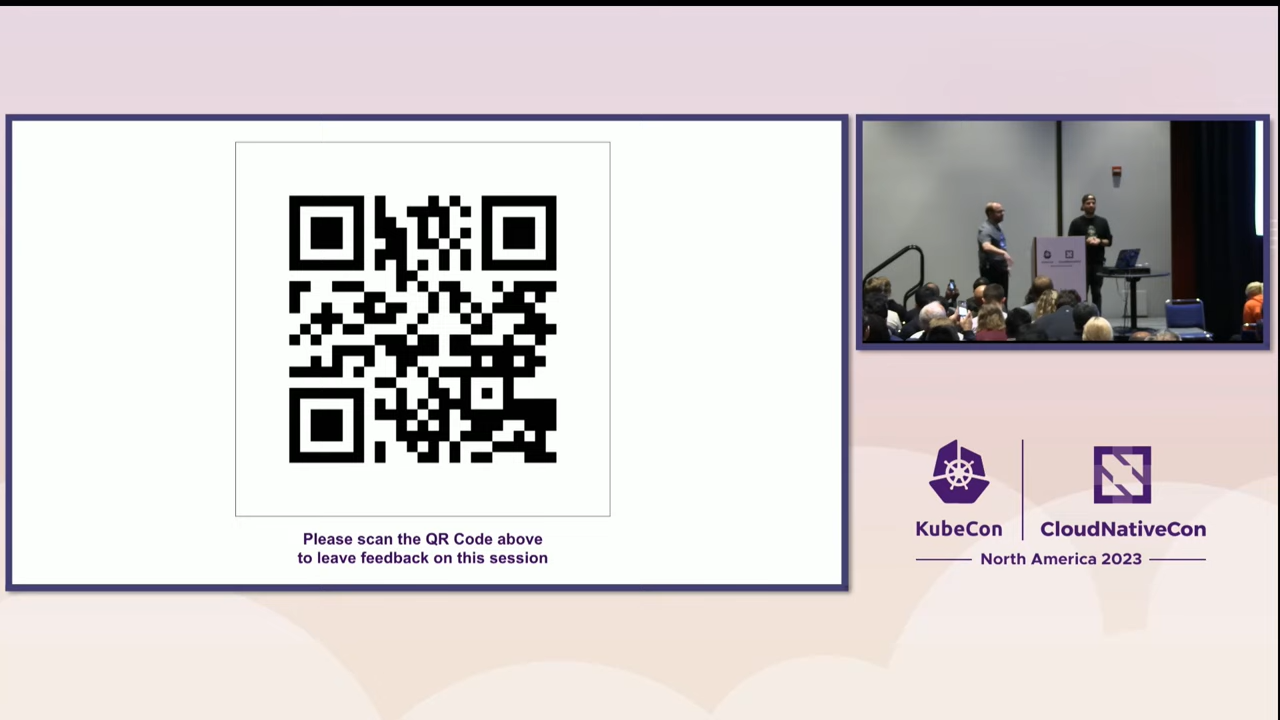 Please scan the QR Code above
to leave feedback on this session
KubeCon
CloudNativeCon
North America 2023